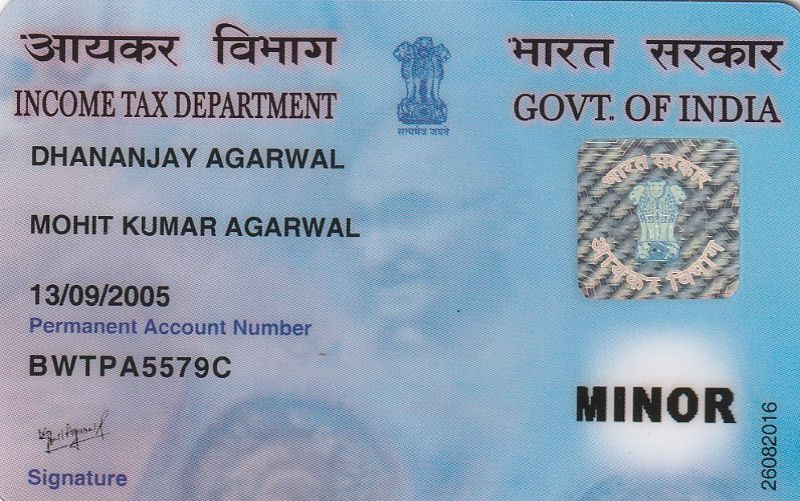 आयकर विभाग
भारत सरकार
INCOME TAX DEPARTMENT
GOVT. OF INDIA
सत्यमेव जयते
DHANANJAY AGARWAL
MOHIT KUMAR AGARWAL
भारत सरकार
आयकर विभाग
13/09/2005
Permanent Account Number
BWTPA5579C
MINOR
26082016
Signature